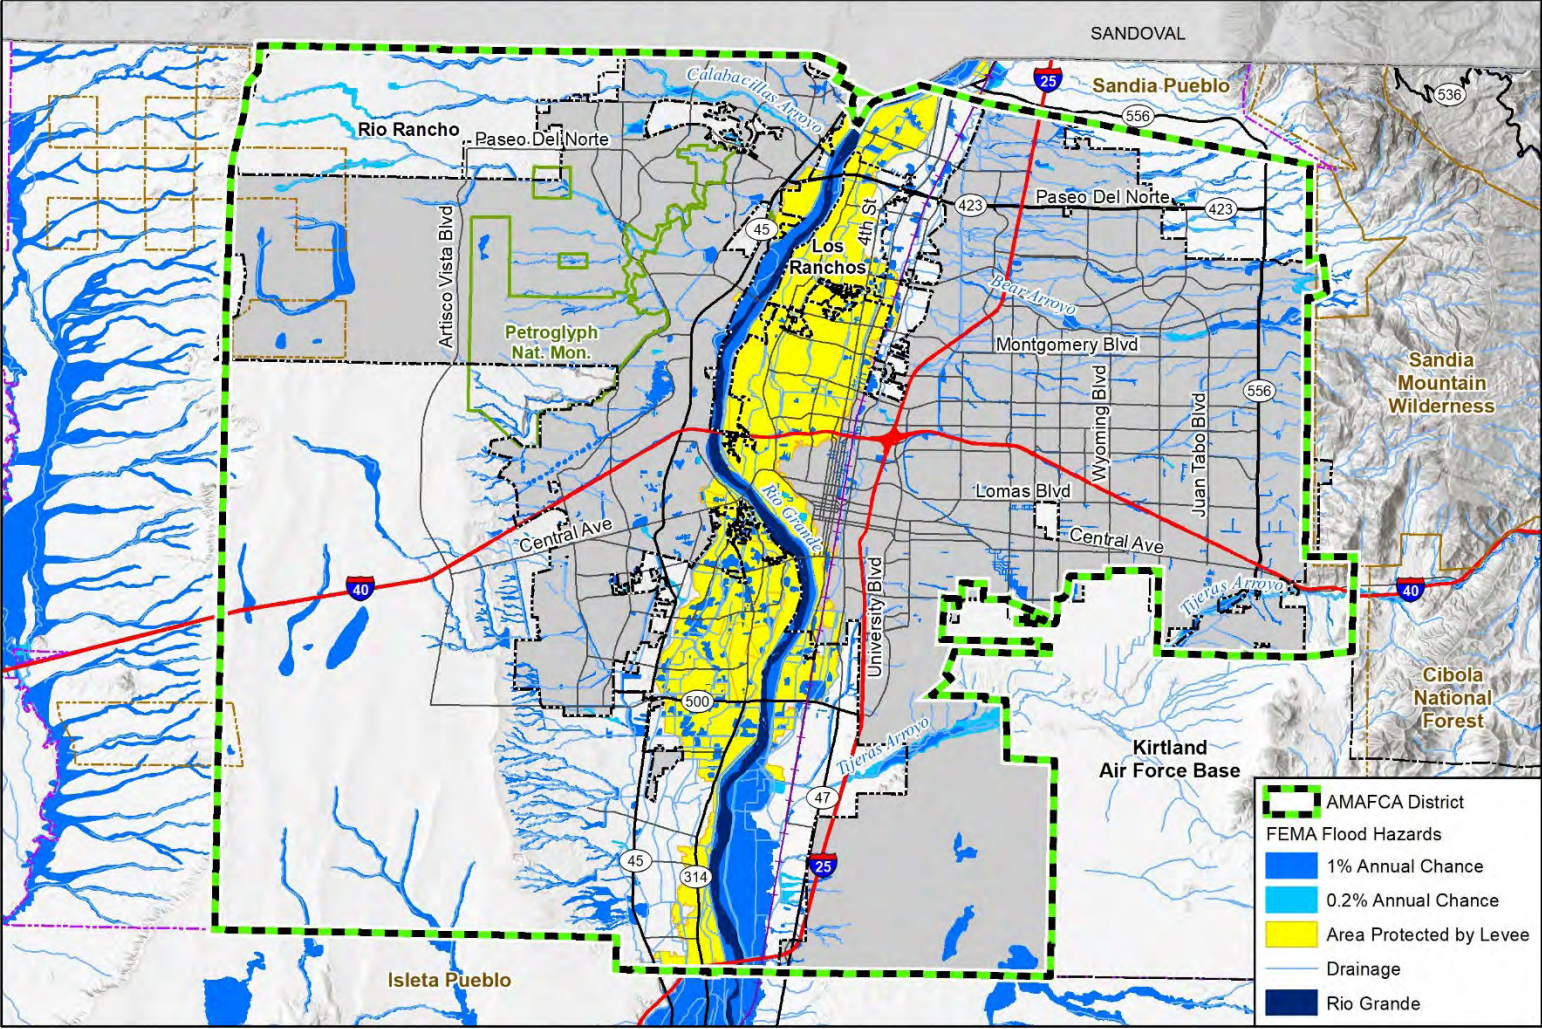 SANDOVAL
25
Sandia Pueblo
536
556
Calabacillas Arroyo
Rio Rancho
Paseo Del Norte
Paseo Del Norte
423
423
4th St
45
Los
Ranchos
Artisco Vista Blvd
Bear Arroyo
Petroglyph
Nat. Mon.
Montgomery Blvd
Sandia
Mountain
Wilderness
556
Wyoming Blvd
Juan Tabo Blvd
Lomas Blvd
Rio Grande
Central Ave
Central Ave
40
40
University Blvd
Tijeras Arroyo
500
Cibola
National
Forest
Tijeras Arroyo
Kirtland
Air Force Base
47
45
314
25
Isleta Pueblo
AMAFCA District
FEMA Flood Hazards
1% Annual Chance
0.2% Annual Chance
Area Protected by Levee
Drainage
Rio Grande